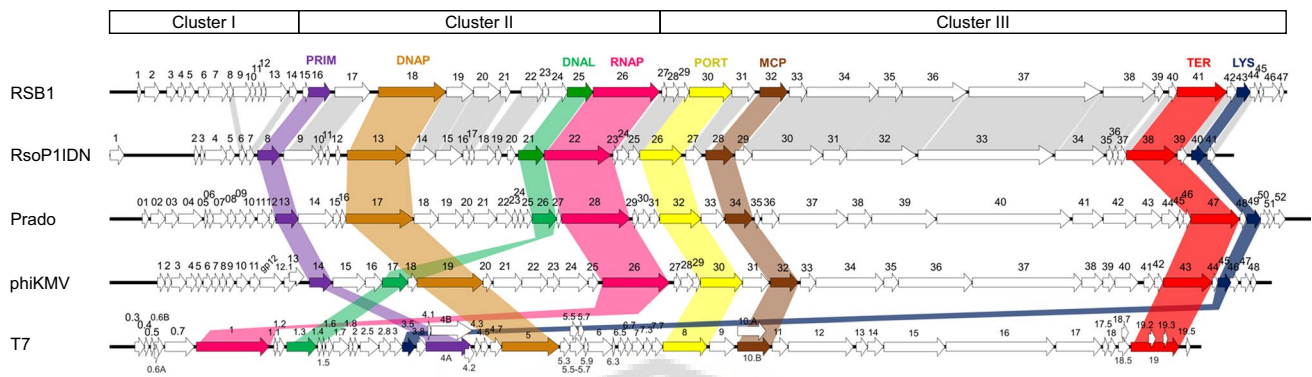 Cluster I Cluster II Cluster III
PRIM DNAP DNAL RNAP PORT MCP TER LYS
RSB1 1 2 3 4 5 6 7 8 9 10 11 12 13 14 15 16 17 18 19 20 21 22 23 24 25 26 27 28 29 30 31 32 33 34 35 36 37 38 39 40 41 42 43 44 45 46 47
RsoP1IDN 1 2 3 4 5 6 7 8 9 10 11 12 13 14 15 16 17 18 19 20 21 22 23 24 25 26 27 28 29 30 31 32 33 34 35 36 37 38 39 40 41
Prado 01 02 03 04 05 06 07 08 09 10 11 12 13 14 15 16 17 18 19 20 21 22 23 24 25 26 27 28 29 30 31 32 33 34 35 36 37 38 39 40 41 42 43 44 45 46 47 48 49 50 51 52
phiKMV 1 2 3 4 5 6 7 8 9 10 11 gp12 12.1 13 14 15 16 17 18 19 20 21 22 23 24 25 26 27 28 29 30 31 32 33 34 35 36 37 38 39 40 41 42 43 44 45 46 47 48
T7 0.3 0.4 0.5 0.6A 0.6B 0.7 1 1.1 1.2 1.3 1.4 1.5 1.6 1.7 1.8 2 2.5 2.8 3 3.5 3.8 4.1 4A 4B 4.2 4.3 4.5 4.7 5 5.3 5.5 5.5-5.7 5.7 5.9 6 6.3 6.7 7 7.3 7.7 8 9 10.A 10.B 11 12 13 14 15 16 17 17.5 18 18.5 18.7 19 19.2 19.3 19.5